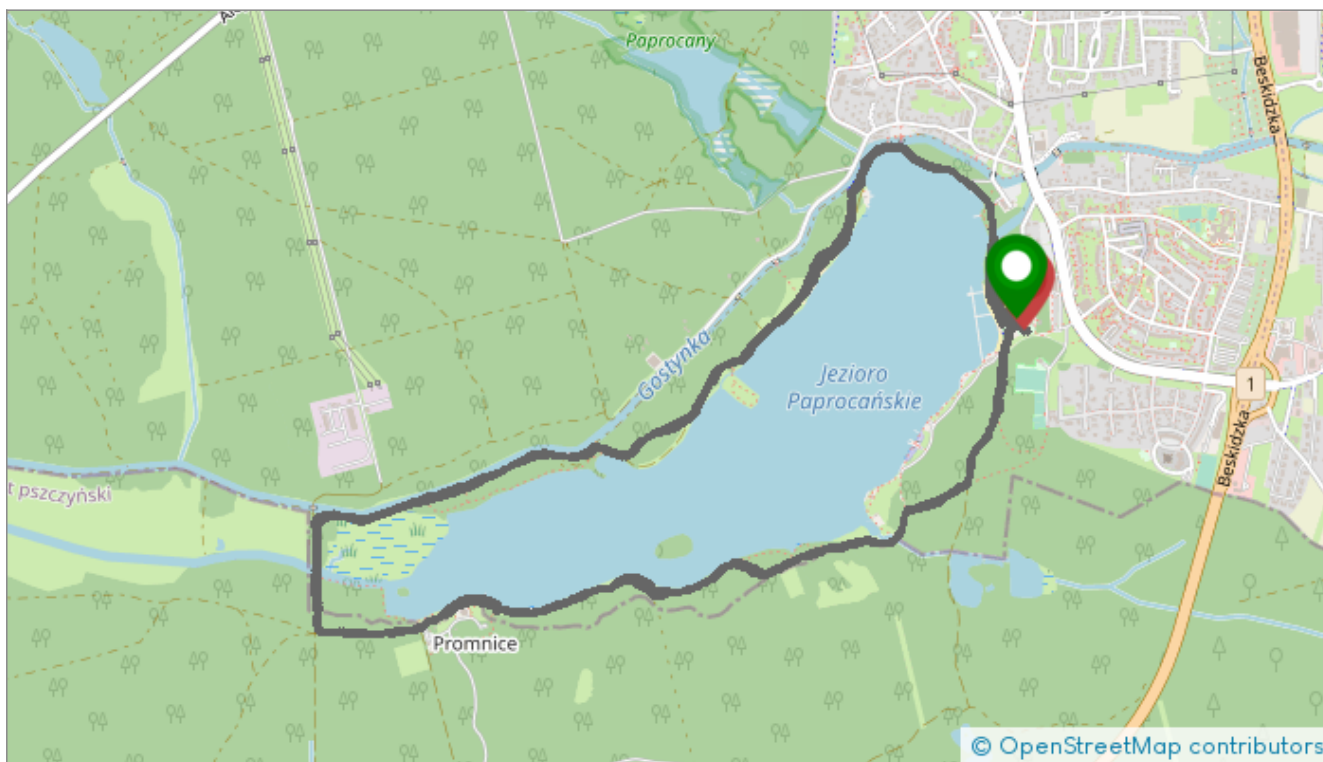 Paprocany
Beskidzka
Gostynka
Jezioro
Paprocańskie
1
Beskidzka
t pszczyński
Promnice
© OpenStreetMap contributors